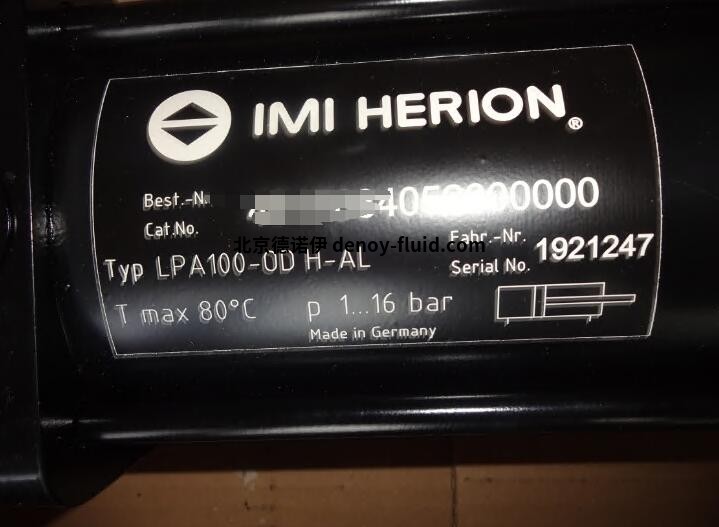 IMI HERION®
Best.-N.
Cat.No.
000000
北京德诺伊 denoy-fluid.com
Fabr.-Nr.
Serial No. 1921247
Typ LPA100-OD H-AL
T max 80°C p 1...16 bar
Made in Germany